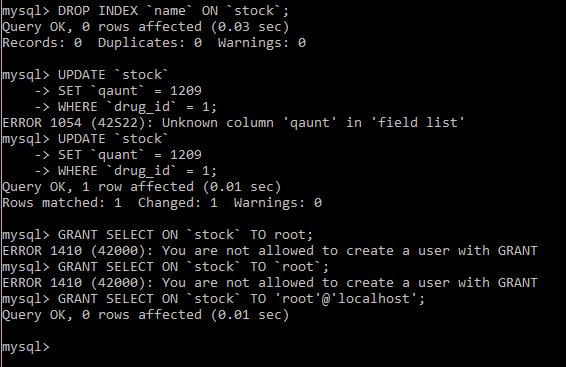 mysql> DROP INDEX `name` ON `stock`;
Query OK, 0 rows affected (0.03 sec)
Records: 0  Duplicates: 0  Warnings: 0
mysql> UPDATE `stock`
    -> SET `qaunt` = 1209
    -> WHERE `drug_id` = 1;
ERROR 1054 (42S22): Unknown column 'qaunt' in 'field list'
mysql> UPDATE `stock`
    -> SET `quant` = 1209
    -> WHERE `drug_id` = 1;
Query OK, 1 row affected (0.01 sec)
Rows matched: 1  Changed: 1  Warnings: 0
mysql> GRANT SELECT ON `stock` TO root;
ERROR 1410 (42000): You are not allowed to create a user with GRANT
mysql> GRANT SELECT ON `stock` TO `root`;
ERROR 1410 (42000): You are not allowed to create a user with GRANT
mysql> GRANT SELECT ON `stock` TO 'root'@'localhost';
Query OK, 0 rows affected (0.01 sec)
mysql>